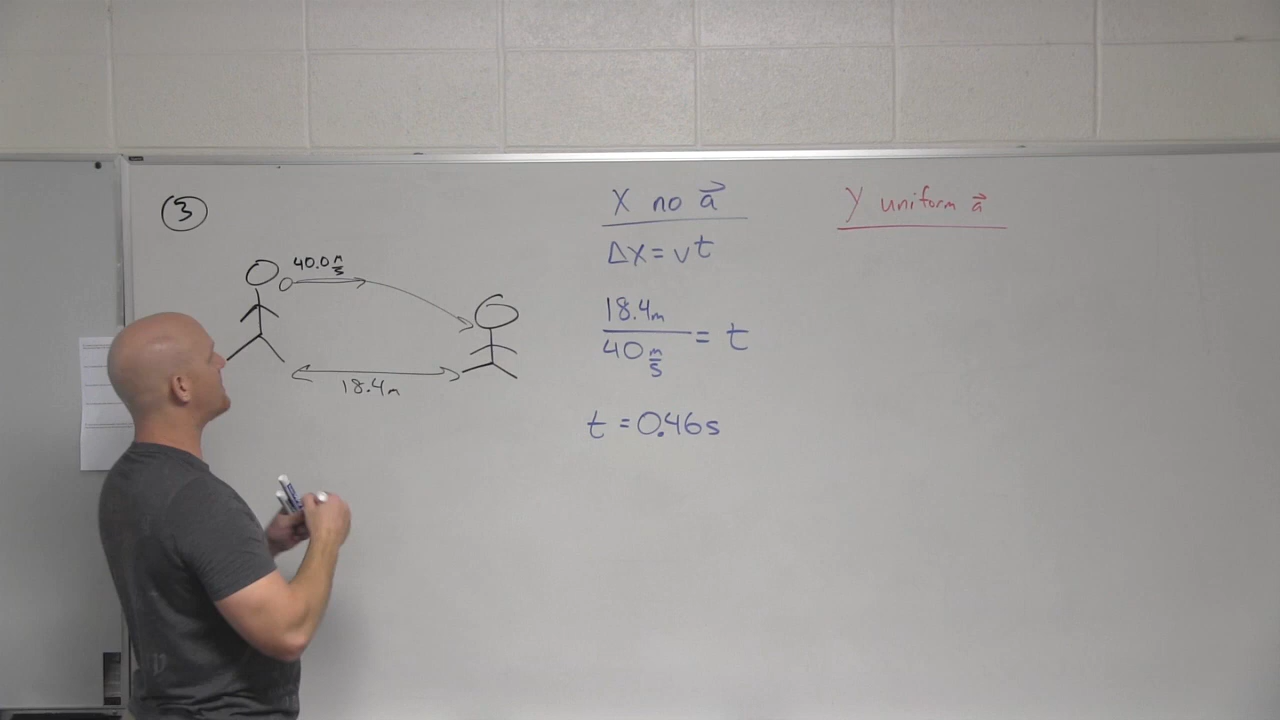 3
40.0 m/s
18.4m
X no a⃗
Δx = vt
18.4m
40 m/s = t
t = 0.46s
Y uniform a⃗